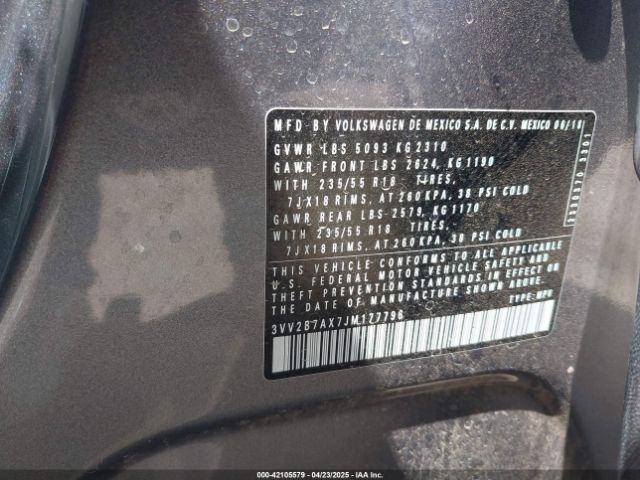 MFD BY VOLKSWAGEN DE MEXICO S.A. DE C.V. MEXICO
GVWR LBS 5093 KG 2310
GAWR FRONT LBS 2624, KG 1190
WITH 235/55 R18 TIRES,
7JX18 RIMS, AT 260 KPA, 38 PSI COLD
GAWR REAR LBS 2579, KG 1170
WITH 235/55 R18 TIRES,
7JX18 RIMS, AT 260 KPA, 38 PSI COLD
THIS VEHICLE CONFORMS TO ALL APPLICABLE
U.S. FEDERAL MOTOR VEHICLE SAFETY AND
THEFT PREVENTION STANDARDS IN EFFECT ON
THE DATE OF MANUFACTURE SHOWN ABOVE.
TYPE: MPV
3VV2B7AX7JM177796
000-42105579 - 04/23/2025 - IAAI, Inc.